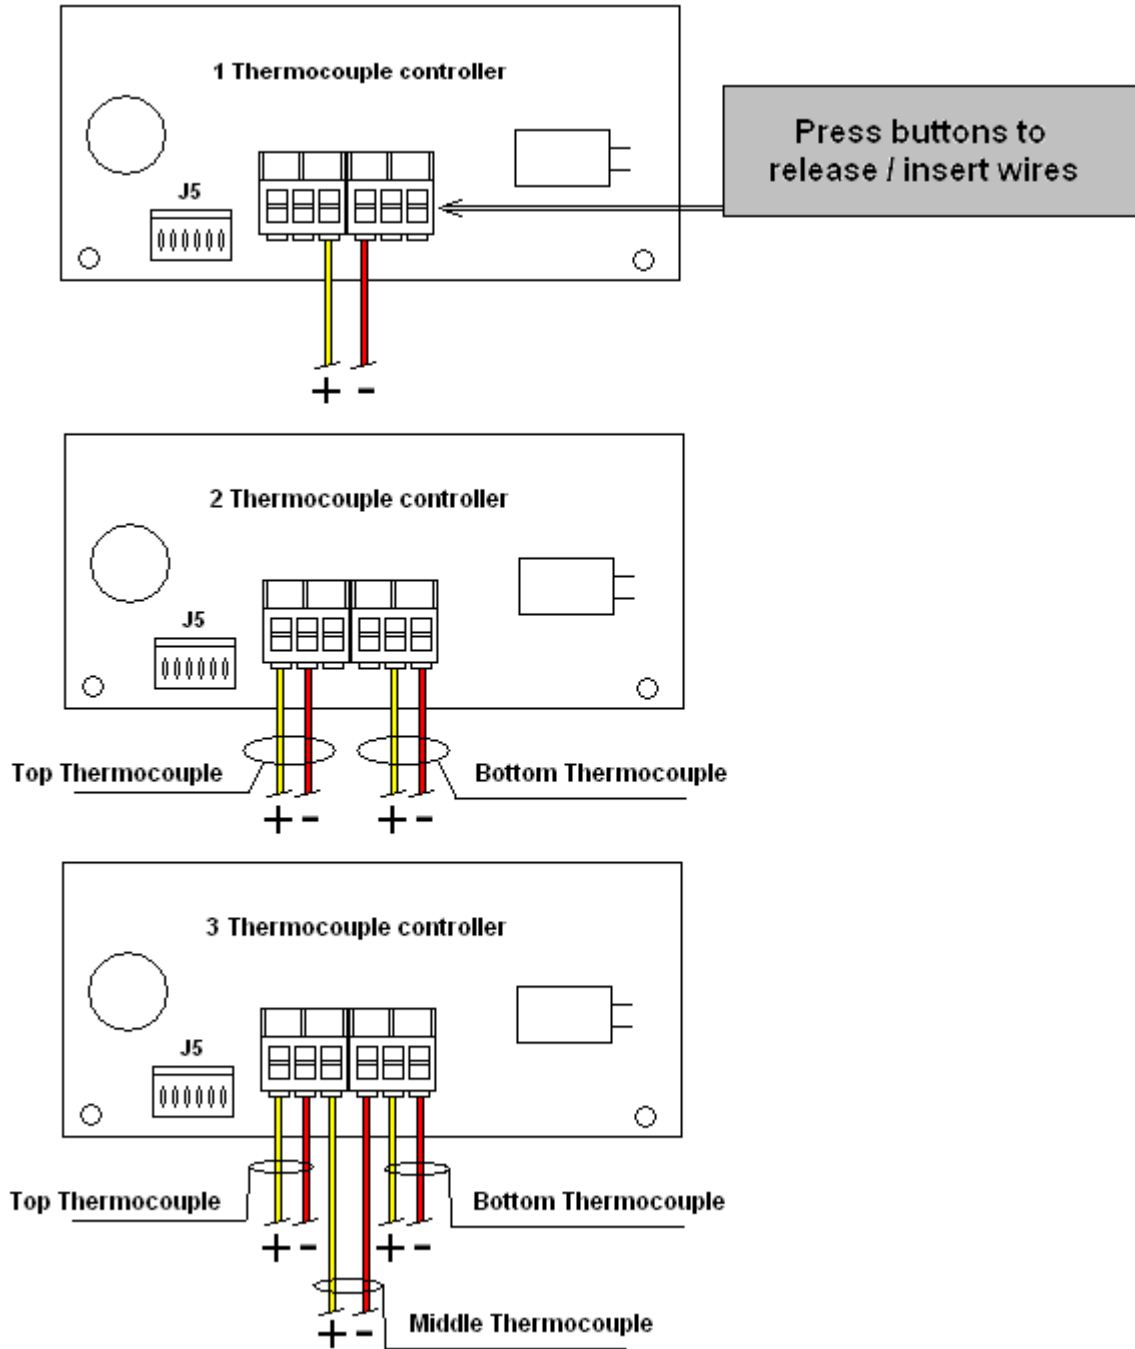 1 Thermocouple controller
Press buttons to
release / insert wires
J5
+ -
2 Thermocouple controller
J5
Top Thermocouple
Bottom Thermocouple
+ - + -
3 Thermocouple controller
J5
Top Thermocouple
Bottom Thermocouple
+ - + -
Middle Thermocouple
+ -